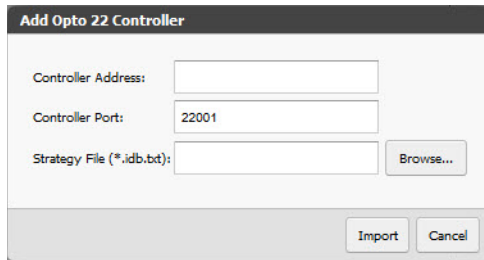 Add Opto 22 Controller
Controller Address:
Controller Port: 22001
Strategy File (*.idb.txt): Browse...
Import Cancel